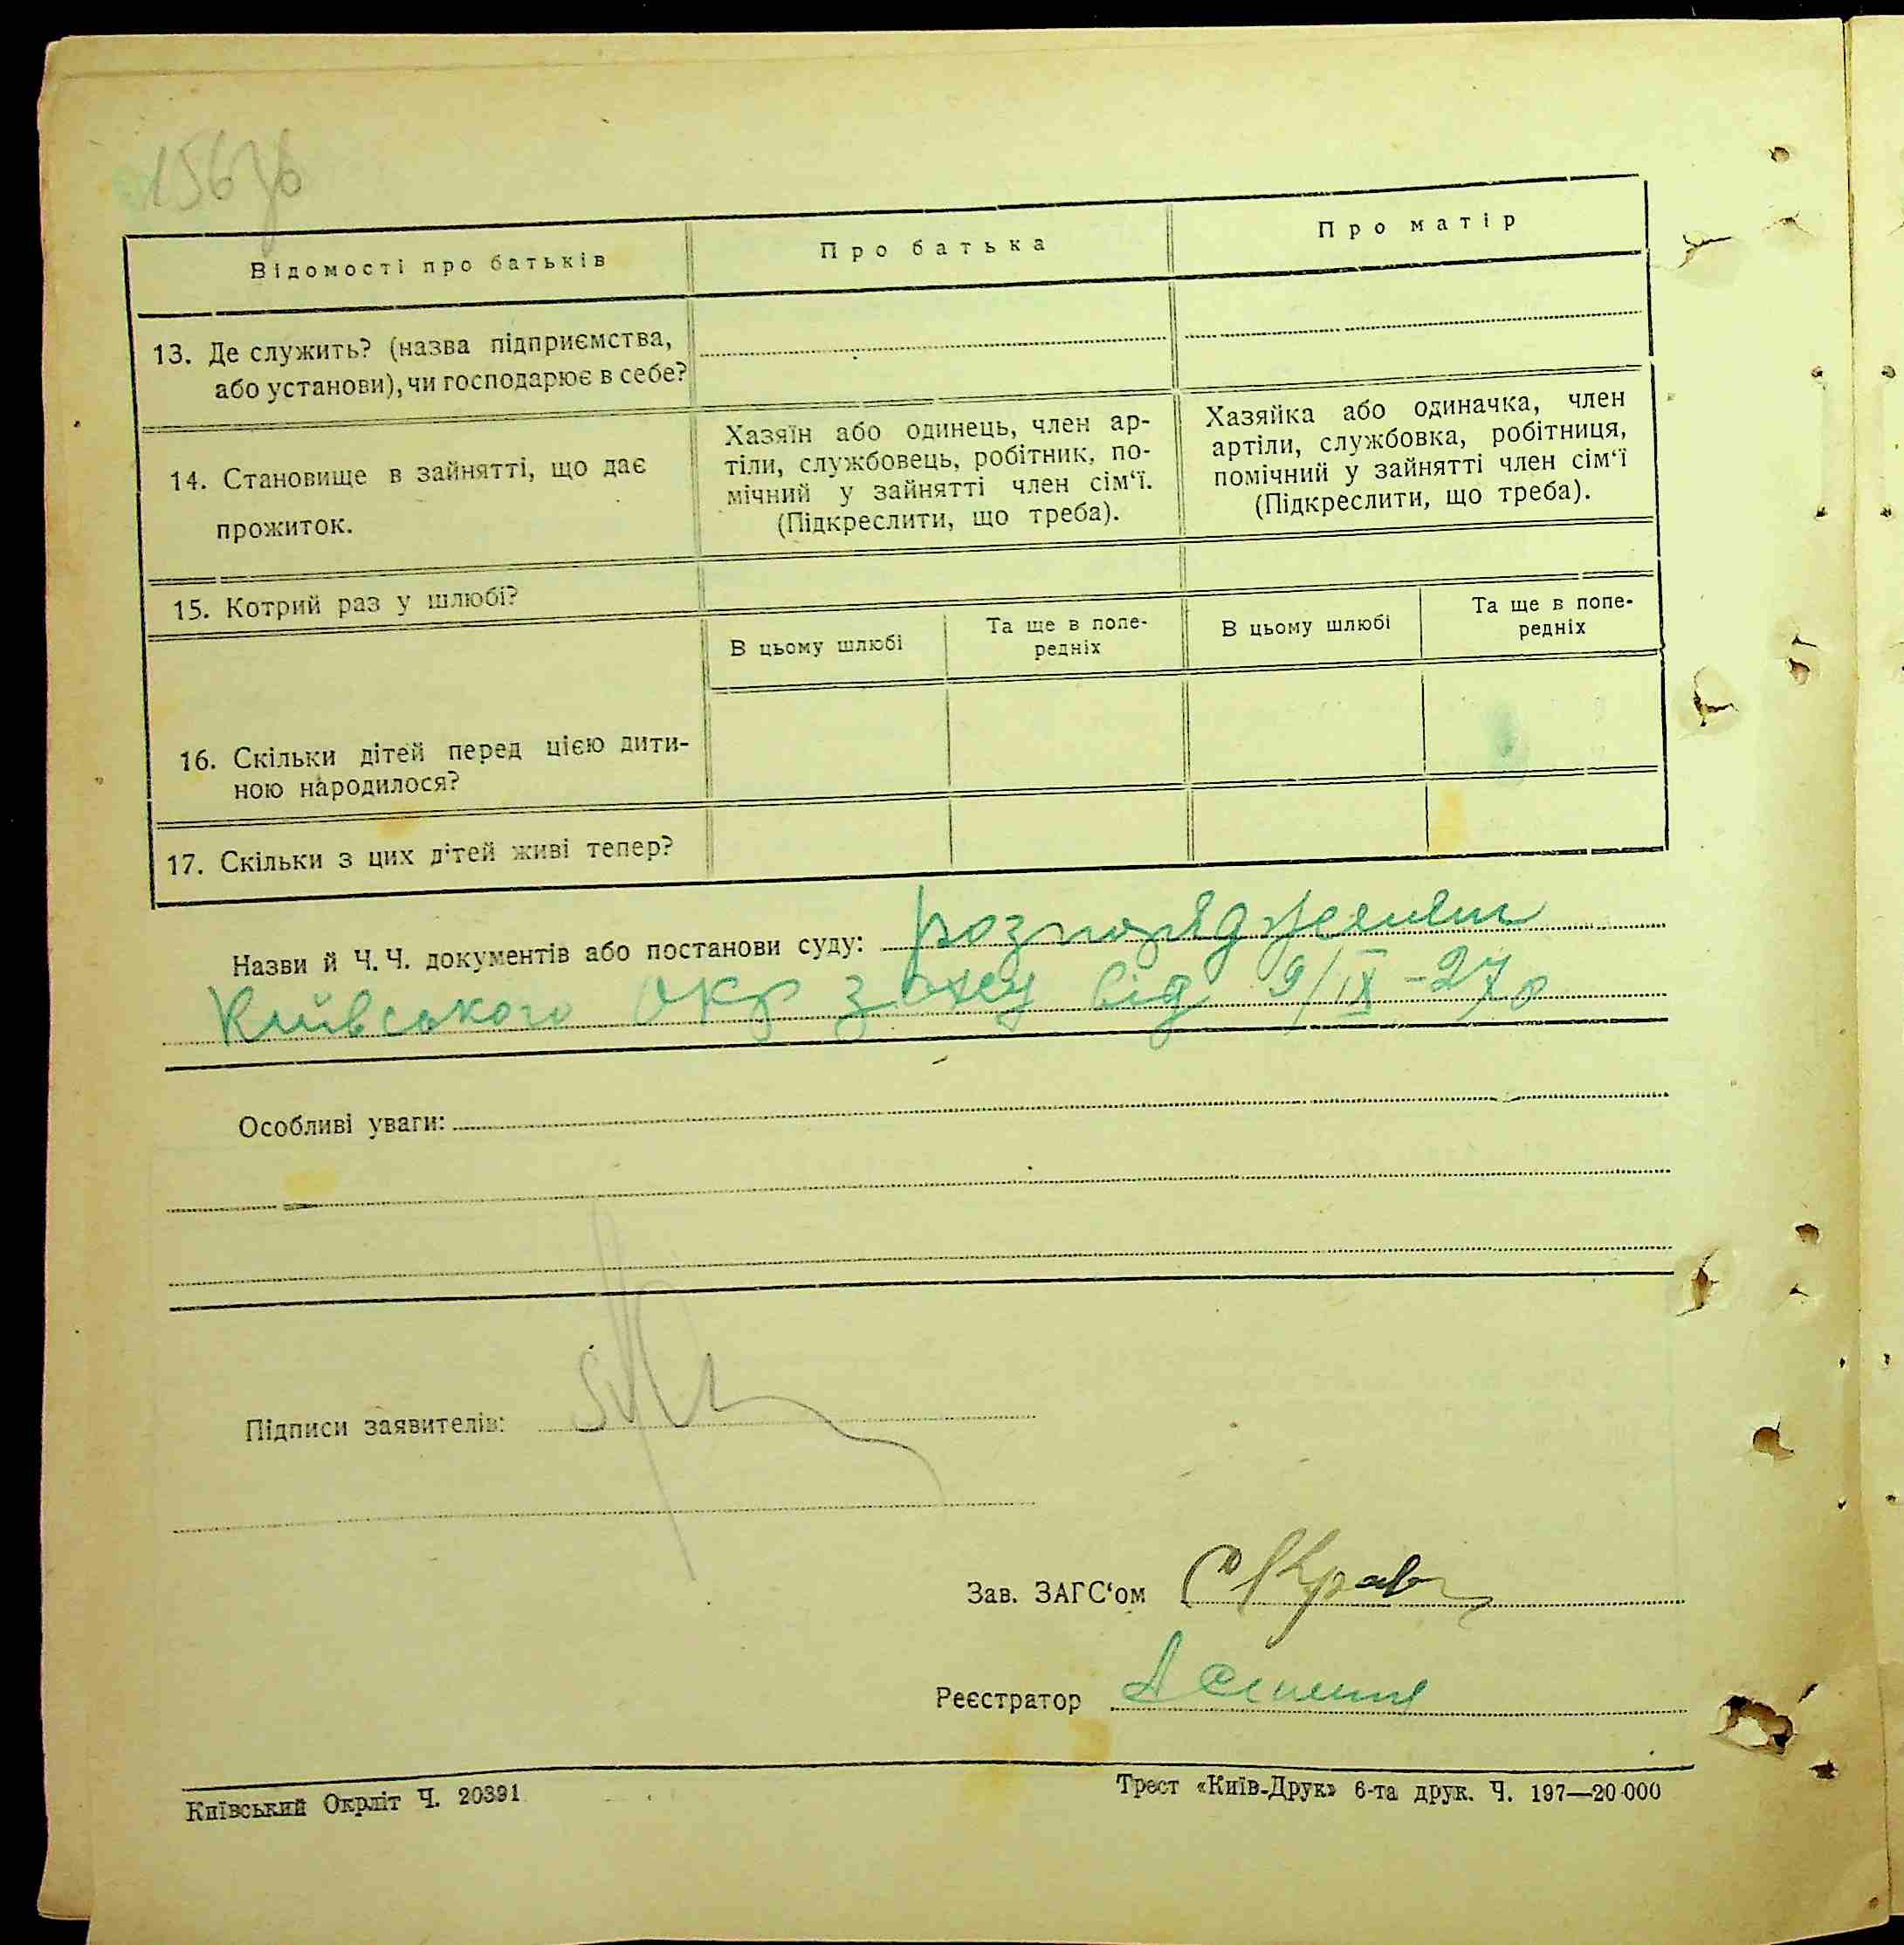 Відомості про батьків
Про батька
Про матір
13. Де служить? (назва підприємства,
або установи), чи господарює в себе?
14. Становище в зайнятті, що дає
прожиток.
Хазяїн або одинець, член ар-
тіли, службовець, робітник, по-
мічний у зайнятті член сім‘ї.
(Підкреслити, що треба).
Хазяйка або одиначка, член
артіли, службовка, робітниця,
помічний у зайнятті член сім‘ї
(Підкреслити, що треба).
15. Котрий раз у шлюбі?
В цьому шлюбі
Та ще в попе-
редніх
В цьому шлюбі
Та ще в попе-
редніх
16. Скільки дітей перед цією дити-
ною народилося?
17. Скільки з цих дітей живі тепер?
Назви й Ч. Ч. документів або постанови суду: розпорядження
Київського Окр від 9/IX-27р
Особливі уваги:
Підписи заявителів:
Зав. ЗАГС‘ом
Реєстратор
Київський Окрліт Ч. 20391
Трест «Київ-Друк» 6-та друк. Ч. 197—20 000